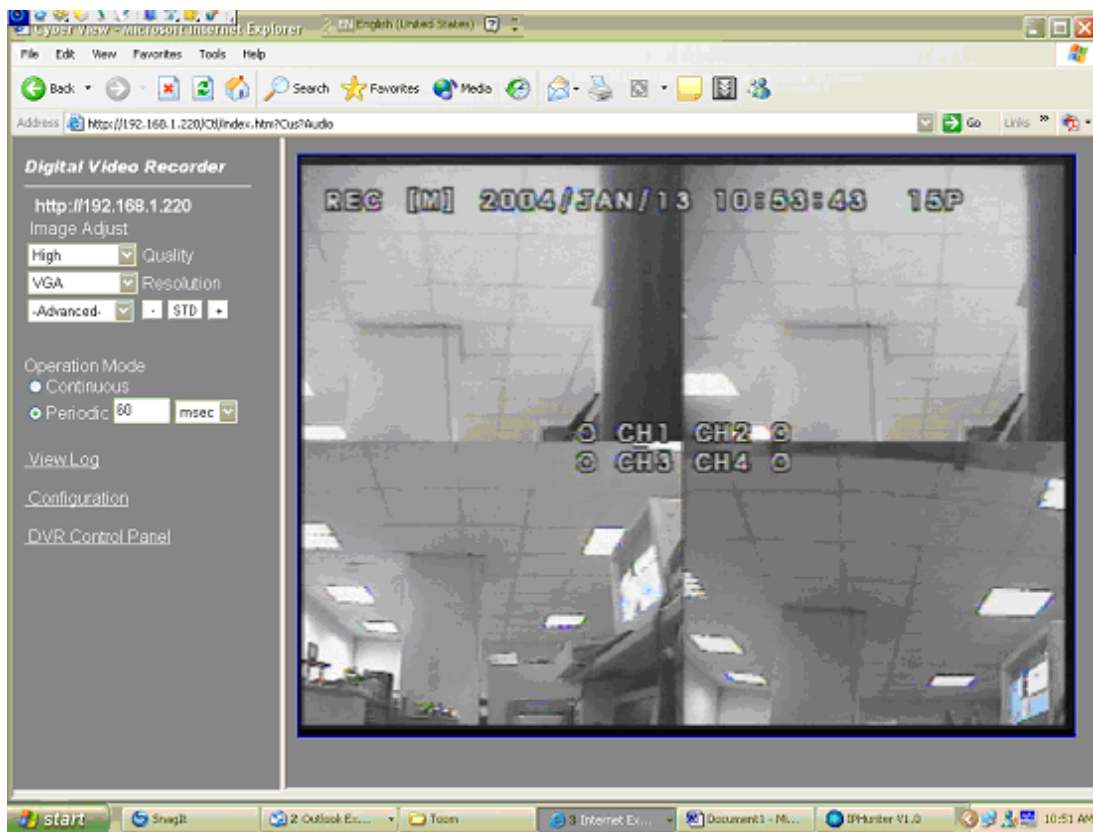 Cyber View - Microsoft Internet Explorer
EN English (United States)
File Edit View Favorites Tools Help
Back Search Favorites Media
Address http://192.168.1.220/Ctl/index.htm?Cus?Audio Go Links »
Digital Video Recorder
http://192.168.1.220
Image Adjust
High Quality
VGA Resolution
-Advanced- - STD +
Operation Mode
Continuous
Periodic 60 msec
View Log
Configuration
DVR Control Panel
REC [M] 2004/JAN/13 10:53:43 15P
CH1 CH2
CH3 CH4
start SnagIt 2 Outlook Ex... Toom 3 Internet Ex... Document1 - Mi... IPHunter V1.0 10:51 AM